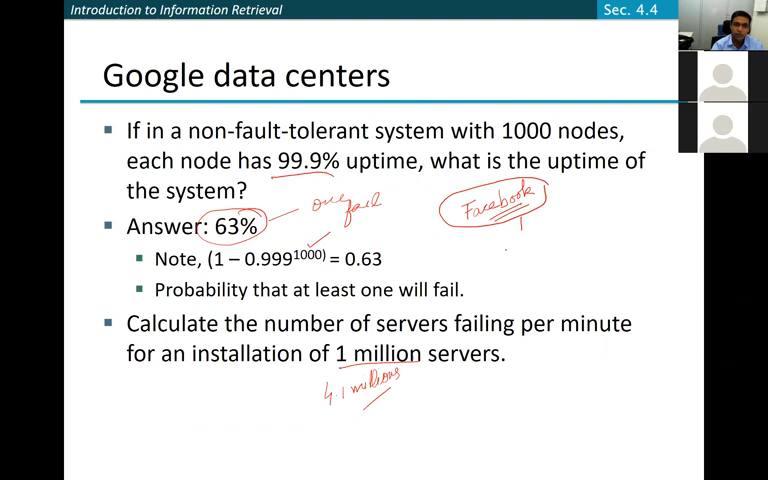 Introduction to Information Retrieval
Sec. 4.4
Google data centers
▪ If in a non-fault-tolerant system with 1000 nodes,
each node has 99.9% uptime, what is the uptime of
the system?
▪ Answer: 63%
one
fail
Facebook
▪ Note, (1 – 0.999^1000) = 0.63
▪ Probability that at least one will fail.
▪ Calculate the number of servers failing per minute
for an installation of 1 million servers.
4.1 millions